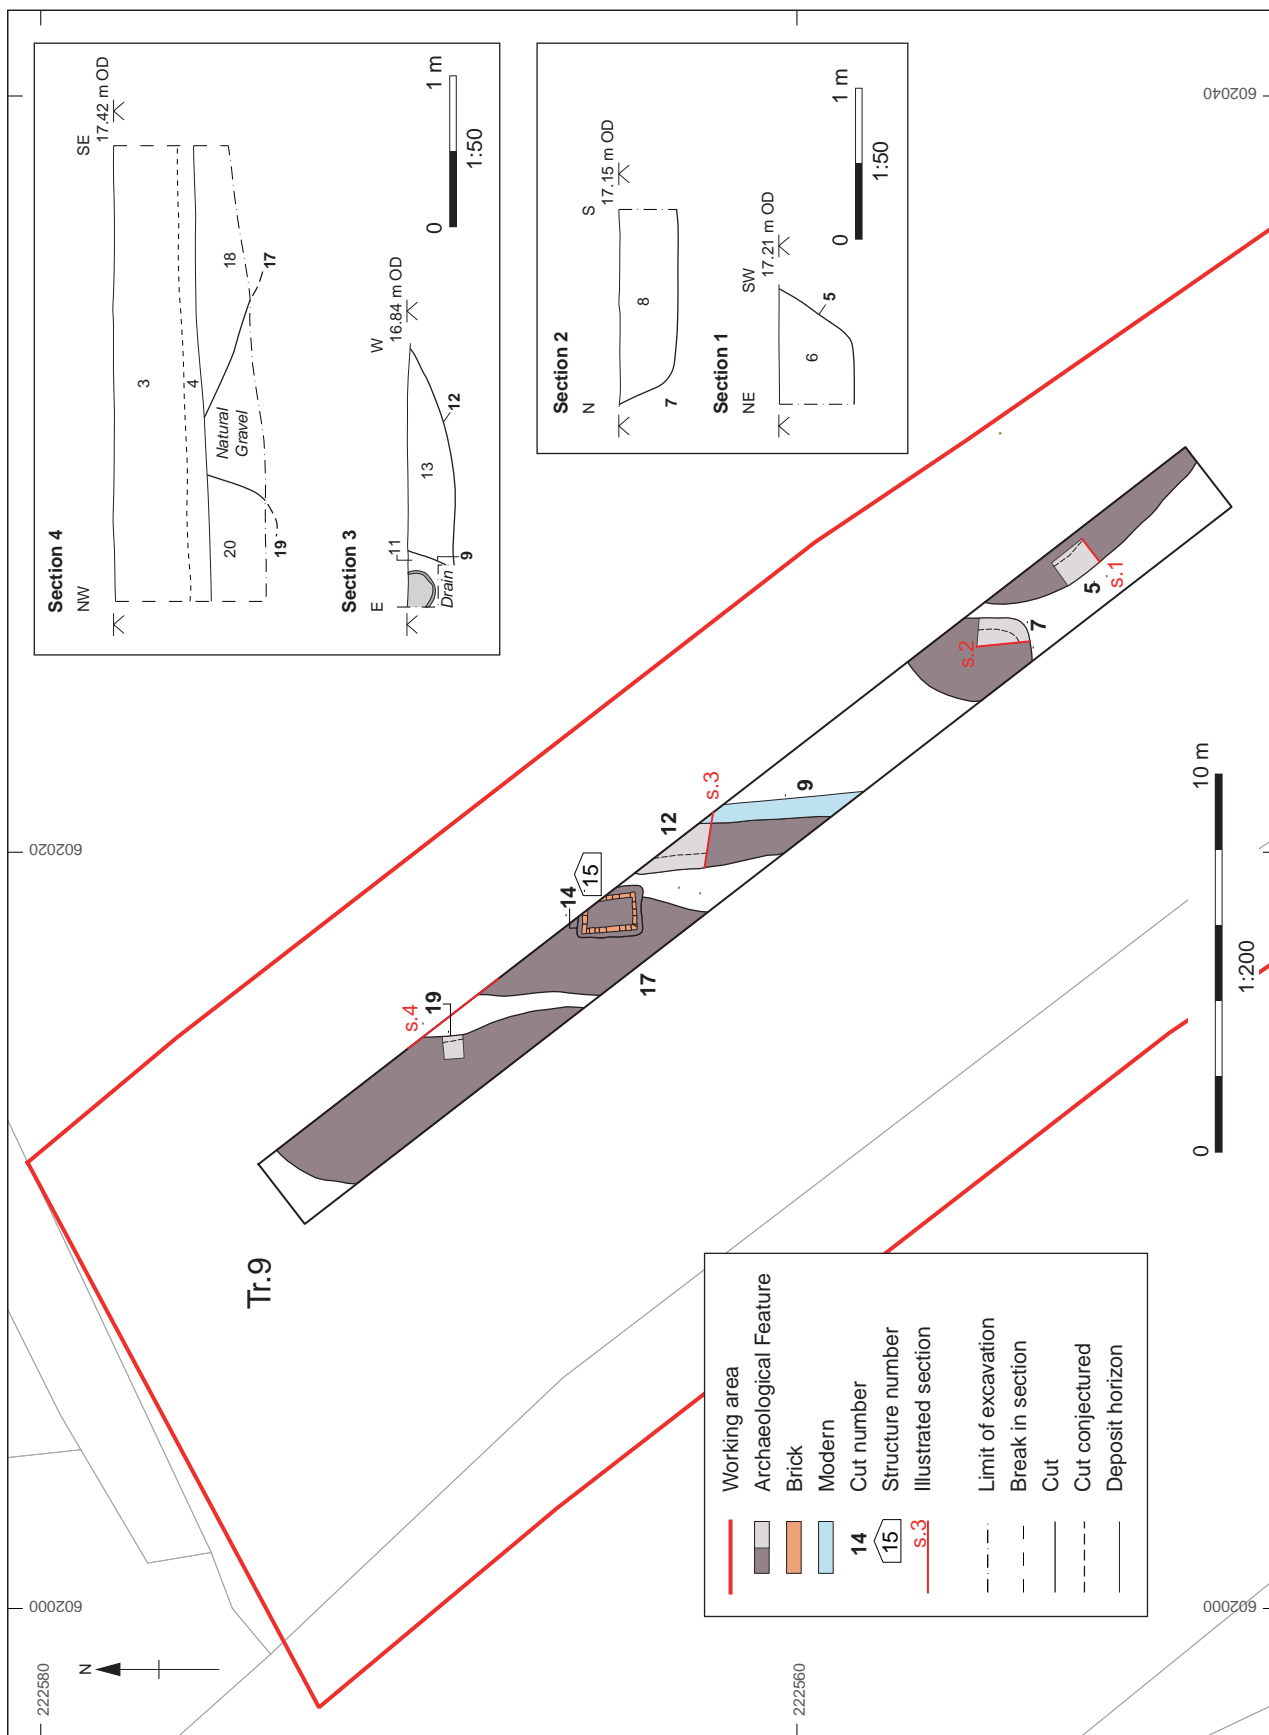 Section 4
NW
SE
17.42 m OD
3
4
Natural
Gravel
18
17
20
19
Section 3
E
W
16.84 m OD
11
13
12
9
Drain
0
1 m
1:50
Section 2
N
S
17.15 m OD
8
7
Section 1
NE
SW
17.21 m OD
6
5
0
1 m
1:50
Tr.9
s.4
19
17
14
15
12
s.3
9
s.2
7
5
s.1
0
10 m
1:200
Working area
Archaeological Feature
Brick
Modern
14
Cut number
15
Structure number
s.3
Illustrated section
Limit of excavation
Break in section
Cut
Cut conjectured
Deposit horizon
N
222580
222560
602000
602020
602000
602040